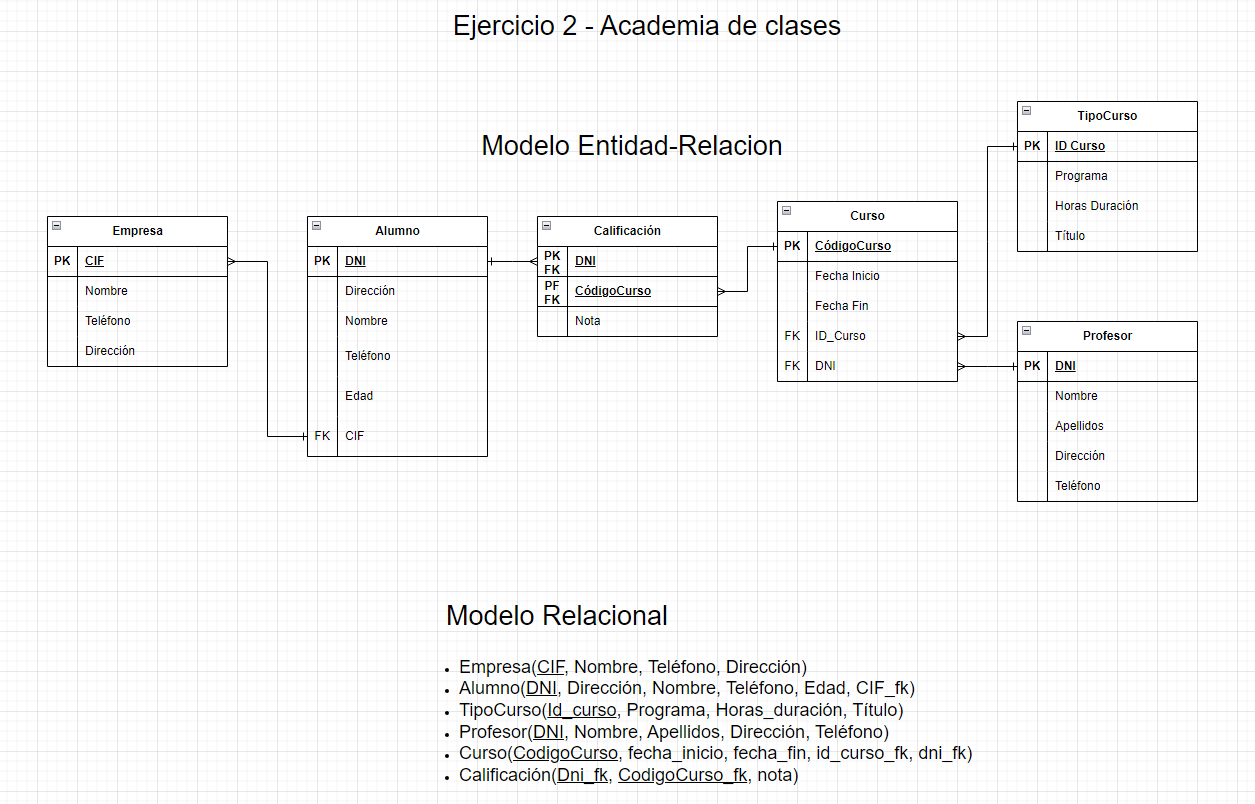 Ejercicio 2 - Academia de clases
Modelo Entidad-Relacion
Empresa
PK CIF
Nombre
Teléfono
Dirección
Alumno
PK DNI
Dirección
Nombre
Teléfono
Edad
FK CIF
Calificación
PK
FK DNI
PF
FK CódigoCurso
Nota
Curso
PK CódigoCurso
Fecha Inicio
Fecha Fin
FK ID_Curso
FK DNI
TipoCurso
PK ID Curso
Programa
Horas Duración
Título
Profesor
PK DNI
Nombre
Apellidos
Dirección
Teléfono
Modelo Relacional
• Empresa(CIF, Nombre, Teléfono, Dirección)
• Alumno(DNI, Dirección, Nombre, Teléfono, Edad, CIF_fk)
• TipoCurso(Id_curso, Programa, Horas_duración, Título)
• Profesor(DNI, Nombre, Apellidos, Dirección, Teléfono)
• Curso(CodigoCurso, fecha_inicio, fecha_fin, id_curso_fk, dni_fk)
• Calificación(Dni_fk, CodigoCurso_fk, nota)